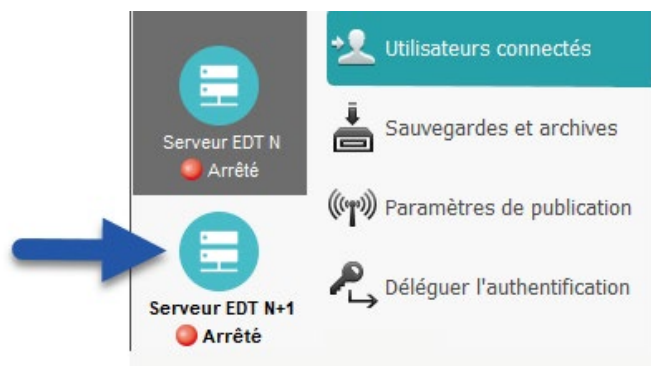 Serveur EDT N
Arrêté
Serveur EDT N+1
Arrêté
Utilisateurs connectés
Sauvegardes et archives
Paramètres de publication
Déléguer l'authentification